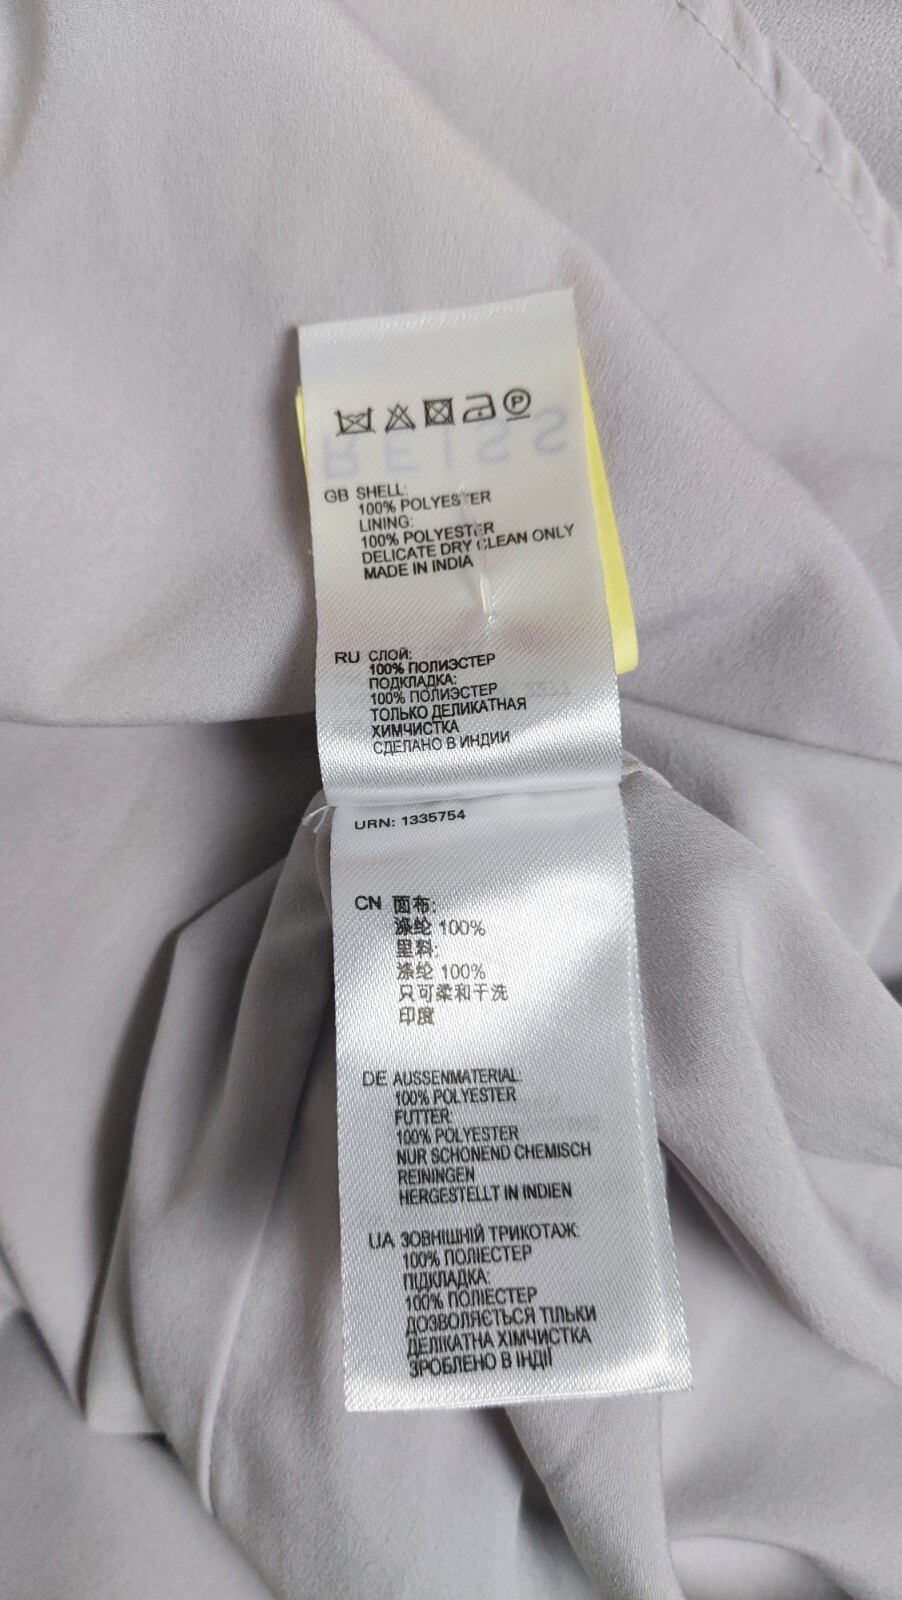 REISS
GB SHELL:
100% POLYESTER
LINING:
100% POLYESTER
DELICATE DRY CLEAN ONLY
MADE IN INDIA
RU СЛОЙ:
100% ПОЛИЭСТЕР
ПОДКЛАДКА:
100% ПОЛИЭСТЕР
ТОЛЬКО ДЕЛИКАТНАЯ
ХИМЧИСТКА
СДЕЛАНО В ИНДИИ
URN: 1335754
CN 面布:
涤纶 100%
里料:
涤纶 100%
只可柔和干洗
印度
DE AUSSENMATERIAL:
100% POLYESTER
FUTTER:
100% POLYESTER
NUR SCHONEND CHEMISCH
REININGEN
HERGESTELLT IN INDIEN
UA ЗОВНІШНІЙ ТРИКОТАЖ:
100% ПОЛІЕСТЕР
ПІДКЛАДКА:
100% ПОЛІЕСТЕР
ДОЗВОЛЯЄТЬСЯ ТІЛЬКИ
ДЕЛІКАТНА ХІМЧИСТКА
ЗРОБЛЕНО В ІНДІЇ